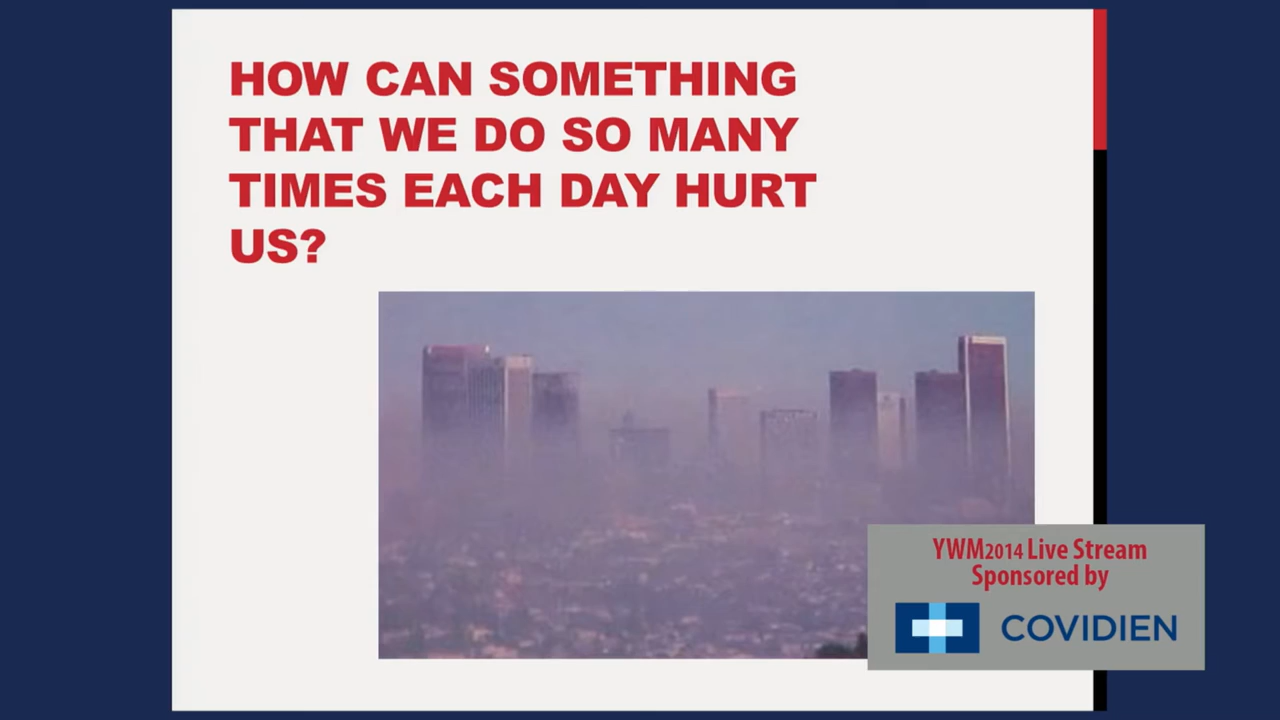 HOW CAN SOMETHING
THAT WE DO SO MANY
TIMES EACH DAY HURT
US?
YWM2014 Live Stream
Sponsored by
COVIDIEN